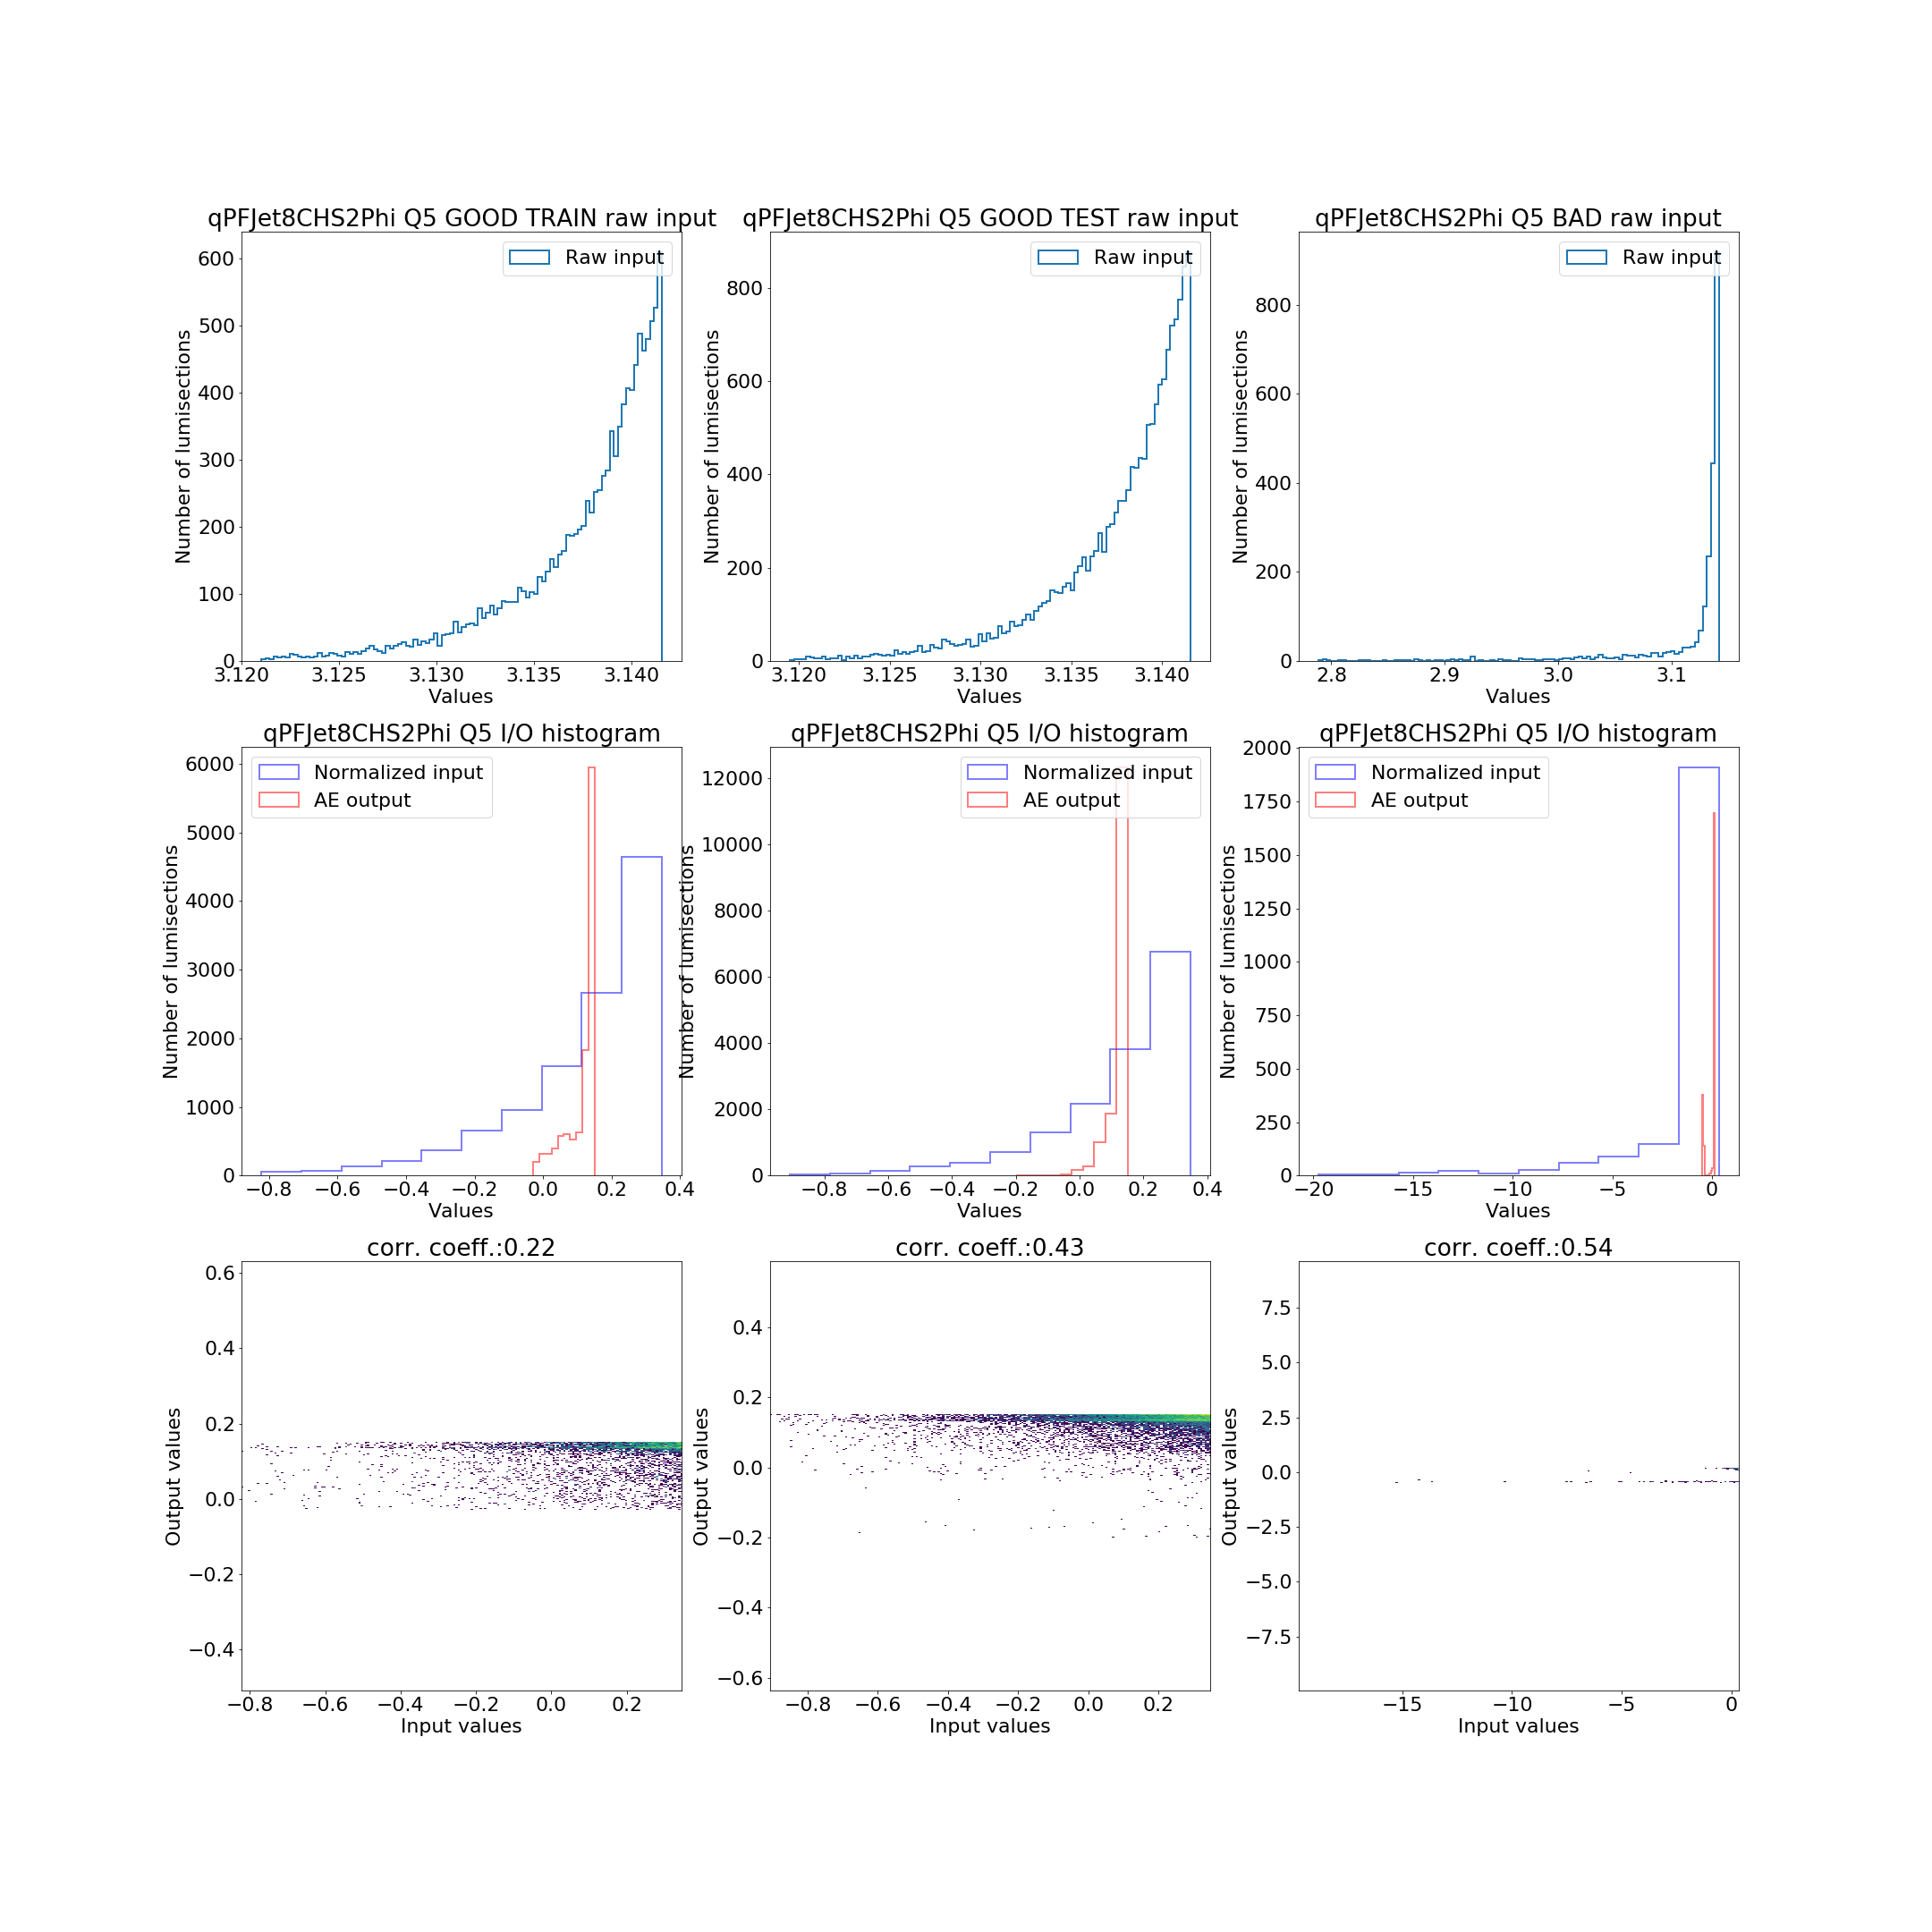 qPFJet8CHS2Phi Q5 GOOD TRAIN raw input
Raw input
600
500
400
300
200
100
0
3.120 3.125 3.130 3.135 3.140
Number of lumisections
Values
qPFJet8CHS2Phi Q5 GOOD TEST raw input
Raw input
800
600
400
200
0
3.120 3.125 3.130 3.135 3.140
Number of lumisections
Values
qPFJet8CHS2Phi Q5 BAD raw input
Raw input
800
600
400
200
0
2.8 2.9 3.0 3.1
Number of lumisections
Values
qPFJet8CHS2Phi Q5 I/O histogram
Normalized input
AE output
6000
5000
4000
3000
2000
1000
0
−0.8 −0.6 −0.4 −0.2 0.0 0.2 0.4
Number of lumisections
Values
qPFJet8CHS2Phi Q5 I/O histogram
Normalized input
AE output
12000
10000
8000
6000
4000
2000
0
−0.8 −0.6 −0.4 −0.2 0.0 0.2 0.4
Number of lumisections
Values
qPFJet8CHS2Phi Q5 I/O histogram
Normalized input
AE output
2000
1750
1500
1250
1000
750
500
250
0
−20 −15 −10 −5 0
Number of lumisections
Values
corr. coeff.:0.22
0.6
0.4
0.2
0.0
−0.2
−0.4
−0.8 −0.6 −0.4 −0.2 0.0 0.2
Output values
Input values
corr. coeff.:0.43
0.4
0.2
0.0
−0.2
−0.4
−0.6
−0.8 −0.6 −0.4 −0.2 0.0 0.2
Output values
Input values
corr. coeff.:0.54
7.5
5.0
2.5
0.0
−2.5
−5.0
−7.5
−15 −10 −5 0
Output values
Input values